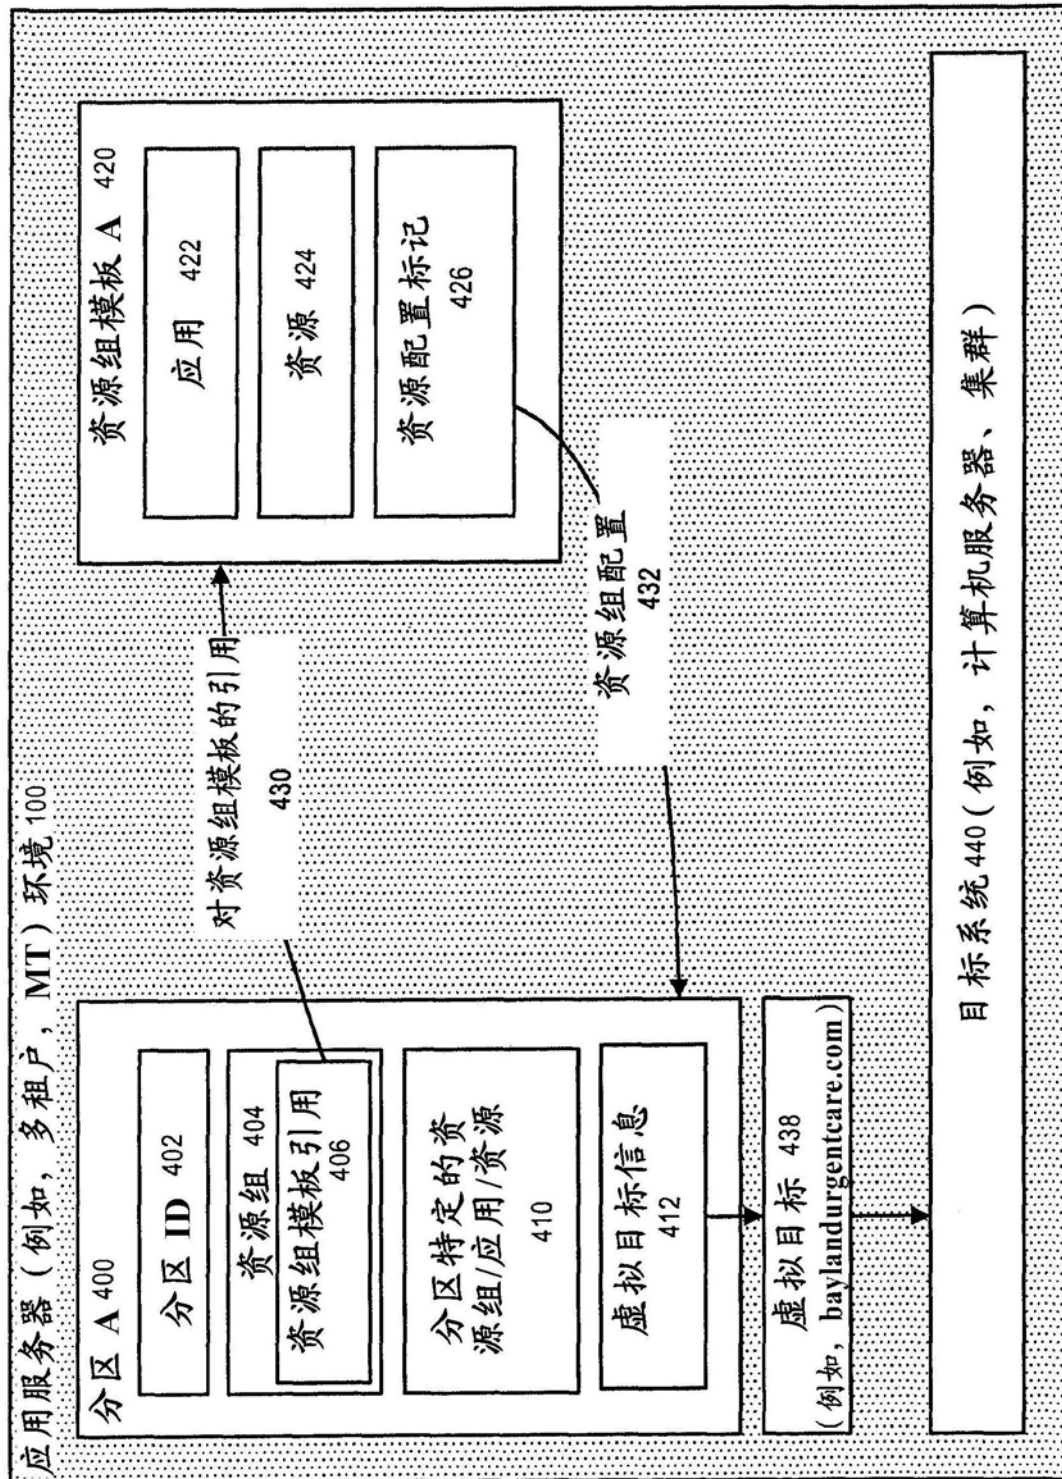 应用服务器（例如，多租户，MT）环境 100
分区 A 400
分区 ID 402
资源组 404
资源组模板引用
406
分区特定的资
源组/应用/资源
410
虚拟目标信息
412
虚拟目标 438
（例如，baylandurgentcare.com）
对资源组模板的引用
430
资源组配置
432
资源组模板 A 420
应用 422
资源 424
资源配置标记
426
目标系统 440（例如，计算机服务器、集群）